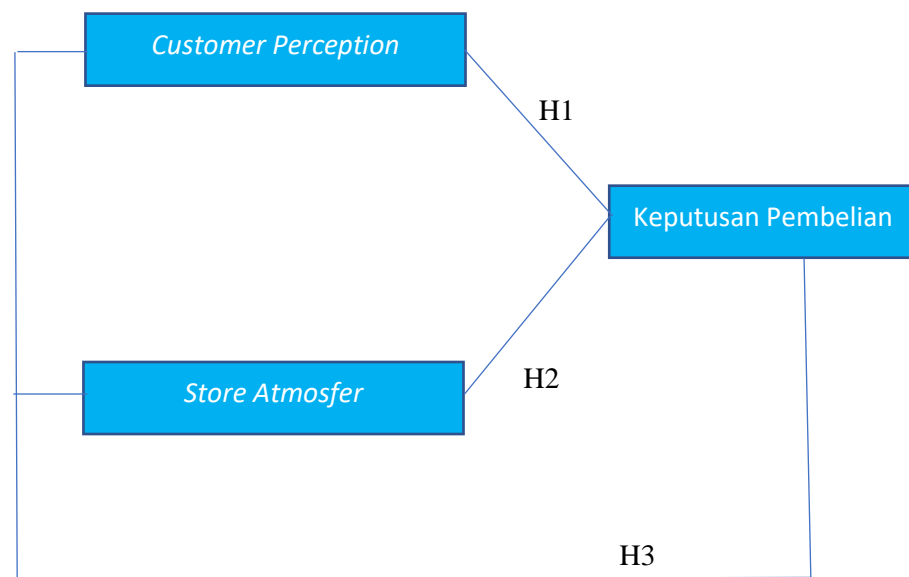 Customer Perception
H1
Keputusan Pembelian
Store Atmosfer
H2
H3